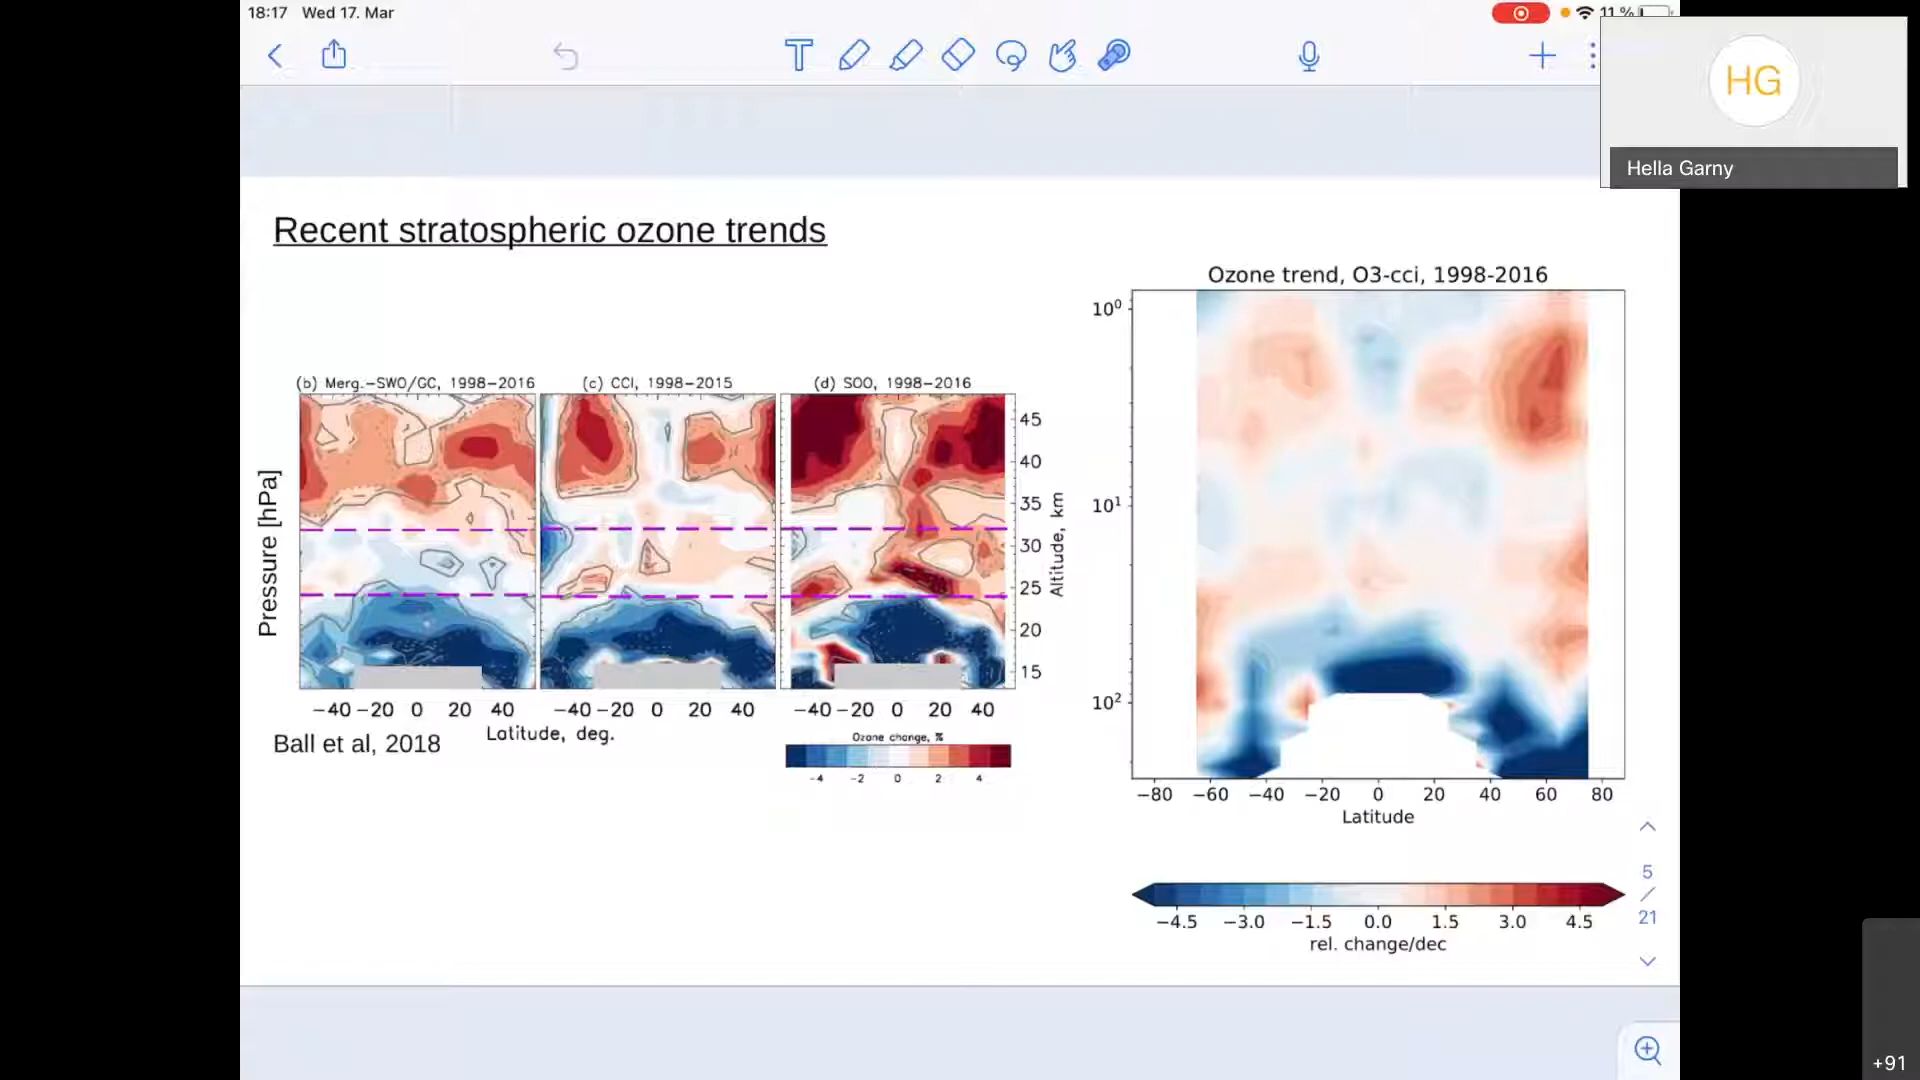 18:17 Wed 17. Mar
11 %
HG
Hella Garny
Recent stratospheric ozone trends
(b) Merg.-SWO/GC, 1998-2016
(c) CCI, 1998-2015
(d) SOO, 1998-2016
Pressure [hPa]
45
40
35
30
25
20
15
Altitude, km
-40 -20 0 20 40
-40 -20 0 20 40
-40 -20 0 20 40
Latitude, deg.
Ball et al, 2018
Ozone change, %
-4 -2 0 2 4
Ozone trend, O3-cci, 1998-2016
10⁰
10¹
10²
−80 −60 −40 −20 0 20 40 60 80
Latitude
−4.5 −3.0 −1.5 0.0 1.5 3.0 4.5
rel. change/dec
5
/
21
+91